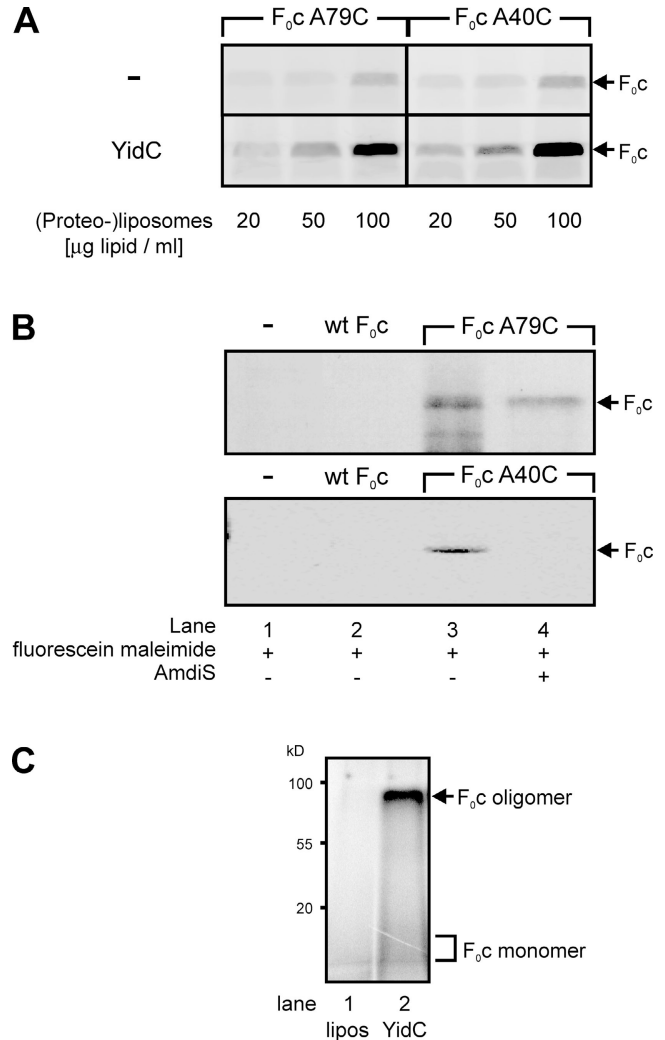 A
F₀c A79C F₀c A40C
– F₀c
YidC F₀c
(Proteo-)liposomes 20 50 100 20 50 100
[μg lipid / ml]
B
– wt F₀c F₀c A79C
F₀c
– wt F₀c F₀c A40C
F₀c
Lane 1 2 3 4
fluorescein maleimide + + + +
AmdiS - - - +
C
kD
100 F₀c oligomer
55
20
F₀c monomer
lane 1 2
lipos YidC